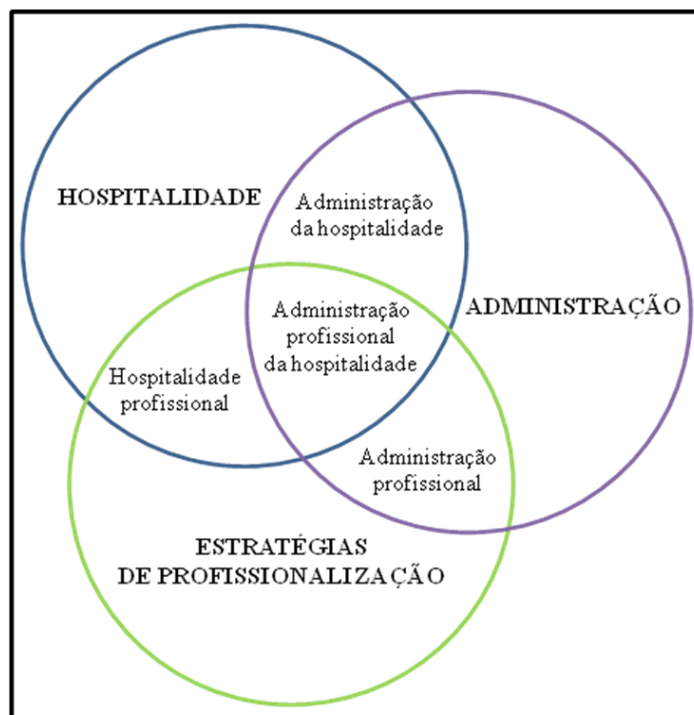 HOSPITALIDADE
Administração
da hospitalidade
ADMINISTRAÇÃO
Administração
profissional
da hospitalidade
Hospitalidade
profissional
Administração
profissional
ESTRATÉGIAS
DE PROFISSIONALIZAÇÃO